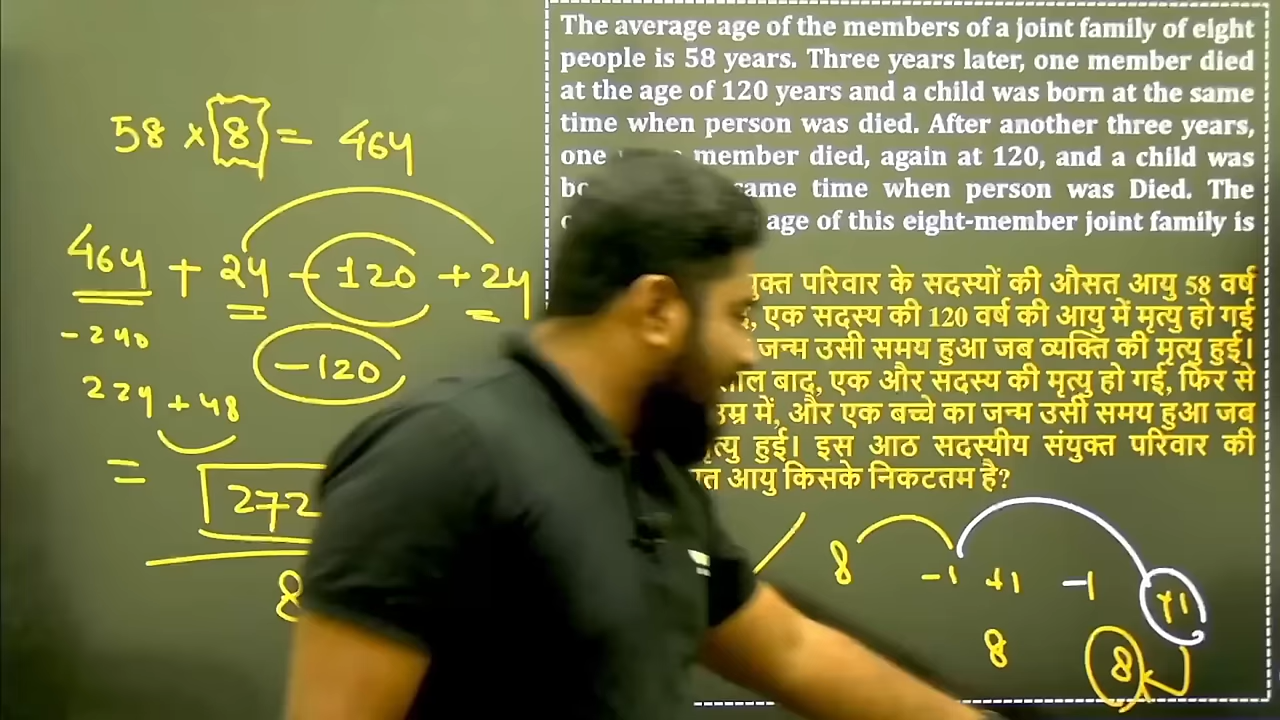 The average age of the members of a joint family of eight
people is 58 years. Three years later, one member died
at the age of 120 years and a child was born at the same
time when person was died. After another three years,
one member died, again at 120, and a child was
same time when person was Died. The
age of this eight-member joint family is
परिवार के सदस्यों की औसत आयु 58 वर्ष
एक सदस्य की 120 वर्ष की आयु में मृत्यु हो गई
जन्म उसी समय हुआ जब व्यक्ति की मृत्यु हुई।
बाद, एक और सदस्य की मृत्यु हो गई, फिर से
में, और एक बच्चे का जन्म उसी समय हुआ जब
हुई। इस आठ सदस्यीय संयुक्त परिवार की
आयु किसके निकटतम है?
58 × 8 = 464
464 + 24 - 120 + 24
-240
-120
224 + 48
= 272
8
8 -1 +1 -1 +1
8 8